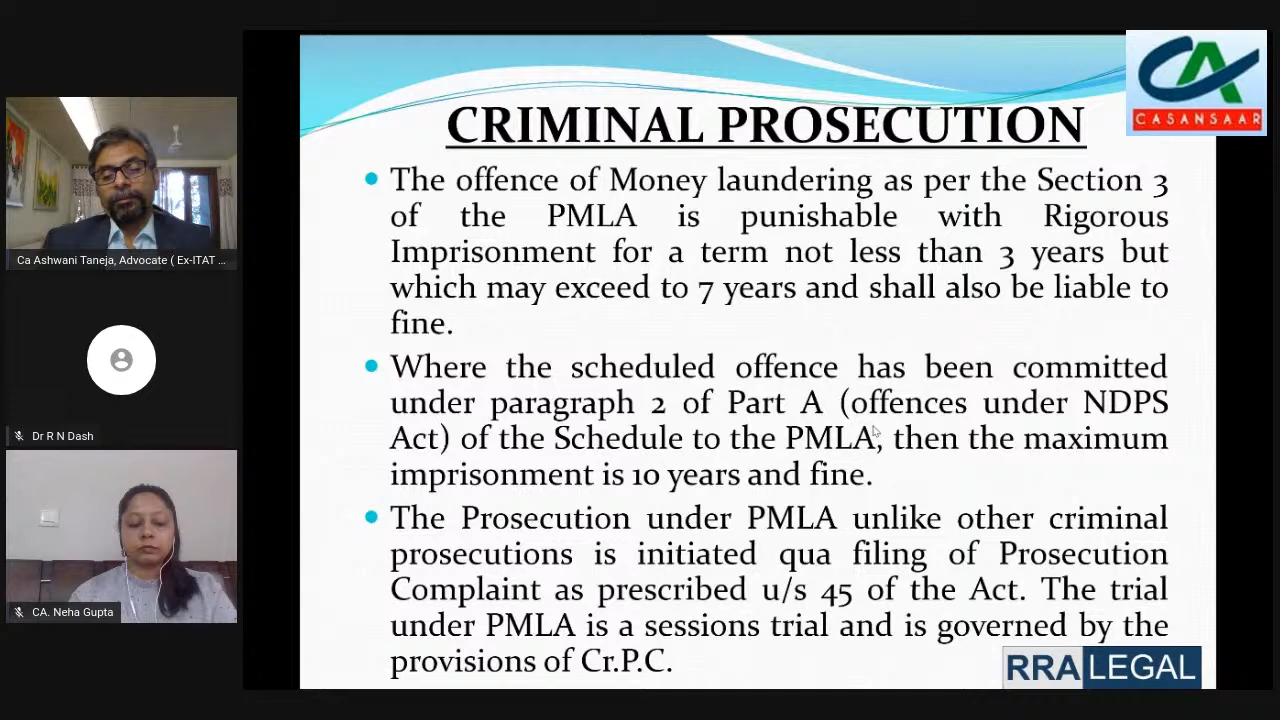 CASANSAAR
CRIMINAL PROSECUTION
• The offence of Money laundering as per the Section 3
of the PMLA is punishable with Rigorous
Imprisonment for a term not less than 3 years but
which may exceed to 7 years and shall also be liable to
fine.
• Where the scheduled offence has been committed
under paragraph 2 of Part A (offences under NDPS
Act) of the Schedule to the PMLA, then the maximum
imprisonment is 10 years and fine.
• The Prosecution under PMLA unlike other criminal
prosecutions is initiated qua filing of Prosecution
Complaint as prescribed u/s 45 of the Act. The trial
under PMLA is a sessions trial and is governed by the
provisions of Cr.P.C.
RRA LEGAL
Ca Ashwani Taneja, Advocate ( Ex-ITAT ...
Dr R N Dash
CA. Neha Gupta